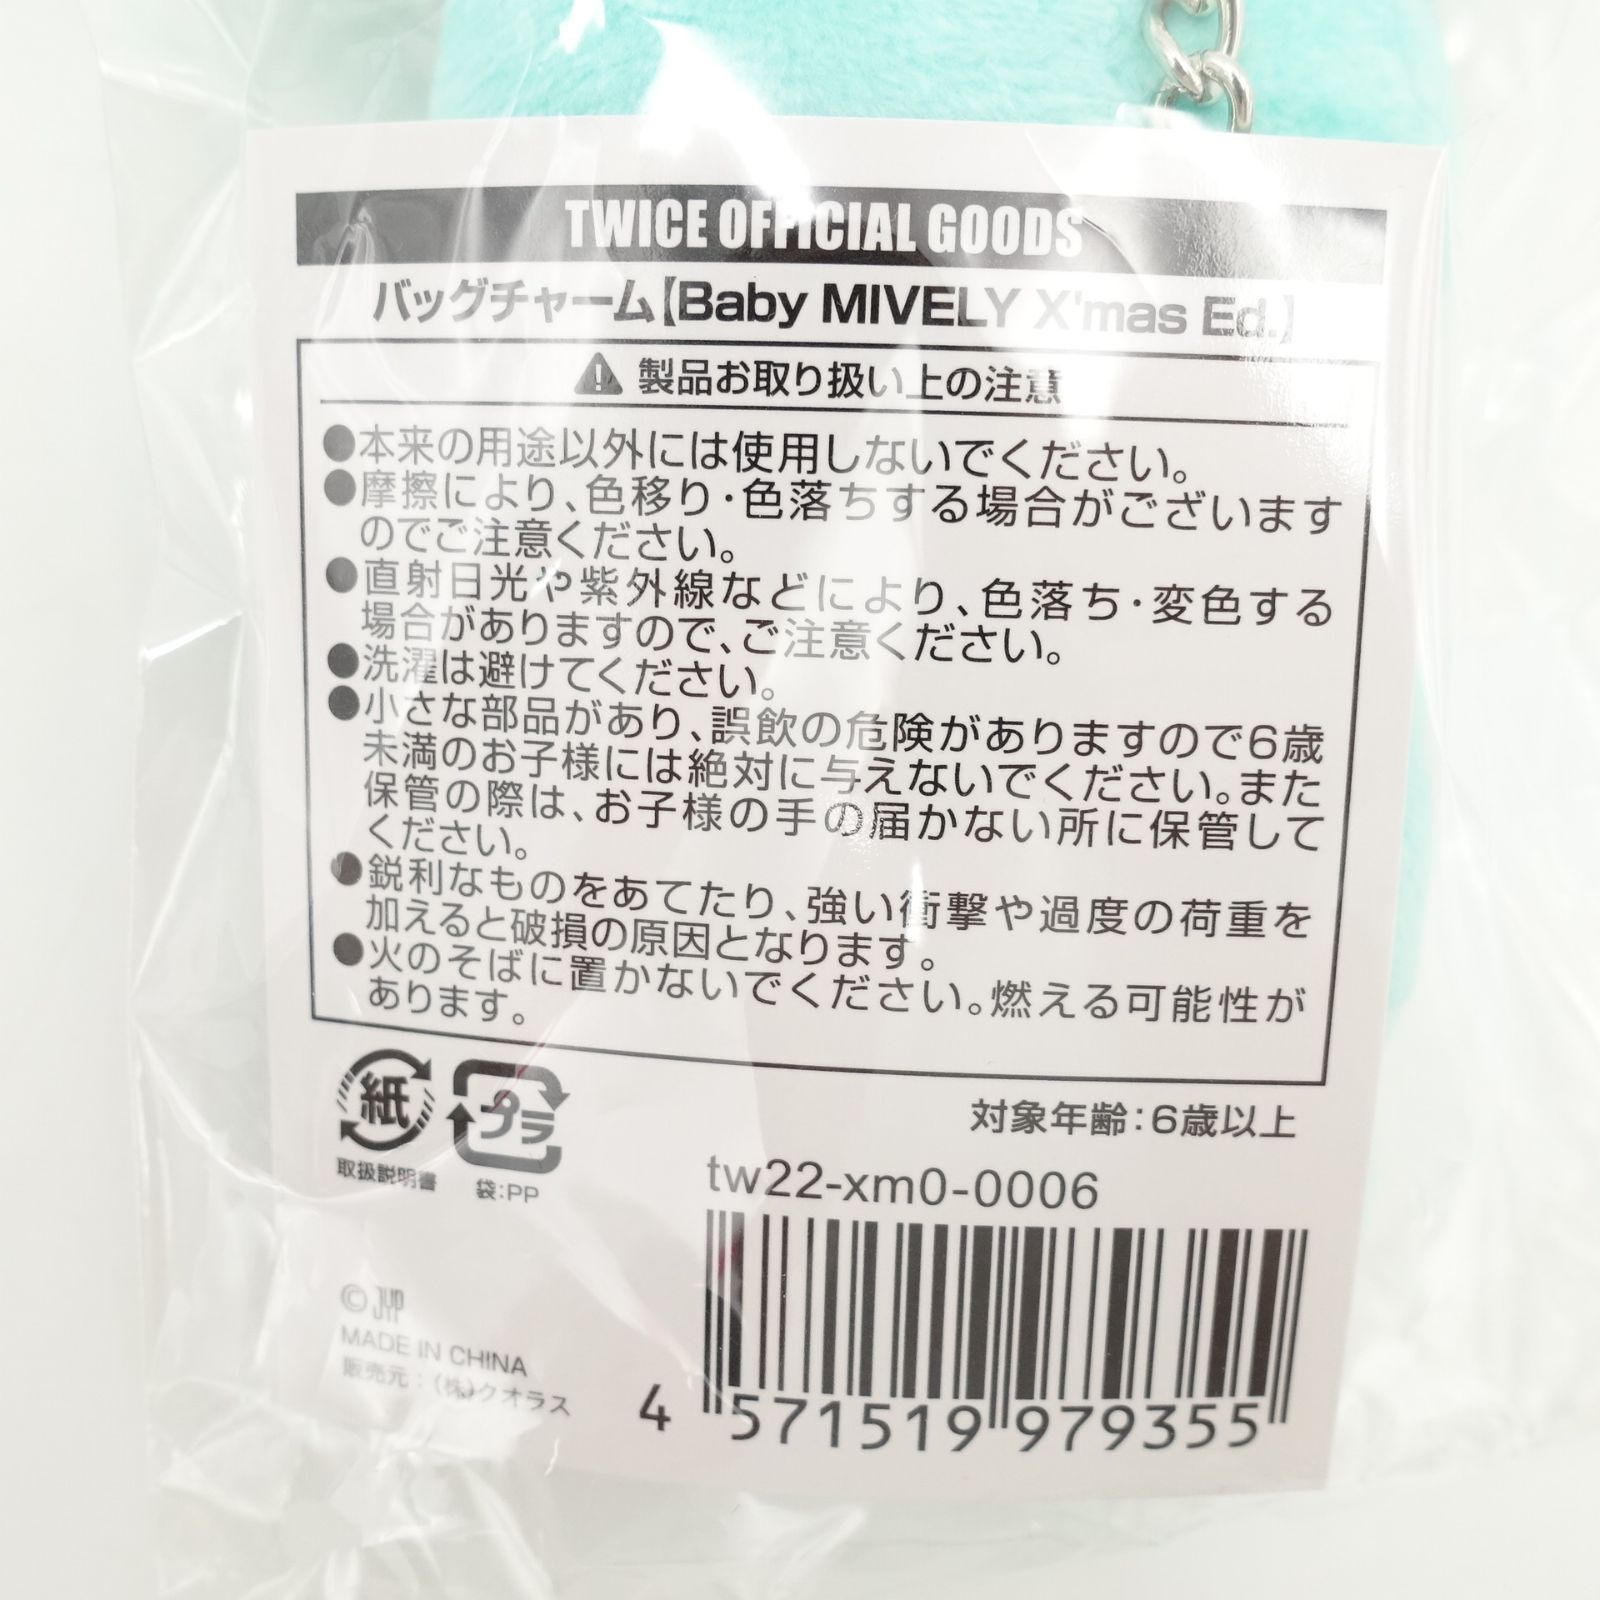 TWICE OFFICIAL GOODS
バッグチャーム【Baby MIVELY X'mas Ed.】
製品お取り扱い上の注意
●本来の用途以外には使用しないでください。
●摩擦により、色移り・色落ちする場合がございます
のでご注意ください。
●直射日光や紫外線などにより、色落ち・変色する
場合がありますので、ご注意ください。
●洗濯は避けてください。
●小さな部品があり、誤飲の危険がありますので6歳
未満のお子様には絶対に与えないでください。また
保管の際は、お子様の手の届かない所に保管して
ください。
●鋭利なものをあてたり、強い衝撃や過度の荷重を
加えると破損の原因となります。
●火のそばに置かないでください。燃える可能性が
あります。
紙
取扱説明書
プラ
袋:PP
対象年齢:6歳以上
tw22-xm0-0006
© JYP
MADE IN CHINA
販売元:(株)クオラス
4 571519 979355